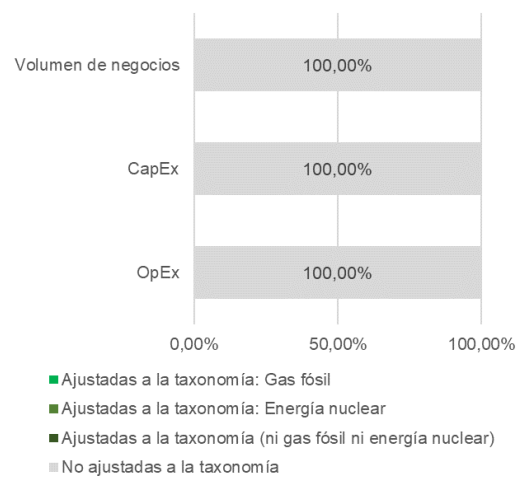 Volumen de negocios
100,00%
CapEx
100,00%
OpEx
100,00%
0,00%
50,00%
100,00%
Ajustadas a la taxonomía: Gas fósil
Ajustadas a la taxonomía: Energía nuclear
Ajustadas a la taxonomía (ni gas fósil ni energía nuclear)
No ajustadas a la taxonomía